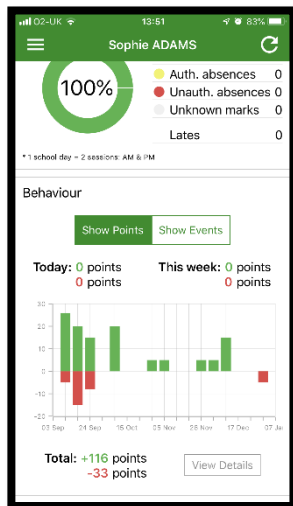 O2-UK 13:51 83%
Sophie ADAMS
100%
Auth. absences 0
Unauth. absences 0
Unknown marks 0
Lates 0
* 1 school day = 2 sessions: AM & PM
Behaviour
Show Points Show Events
Today: 0 points This week: 0 points
0 points 0 points
30
20
10
0
-10
-20
03 Sep 24 Sep 15 Oct 05 Nov 26 Nov 17 Dec 07 Ja
Total: +116 points
-33 points
View Details